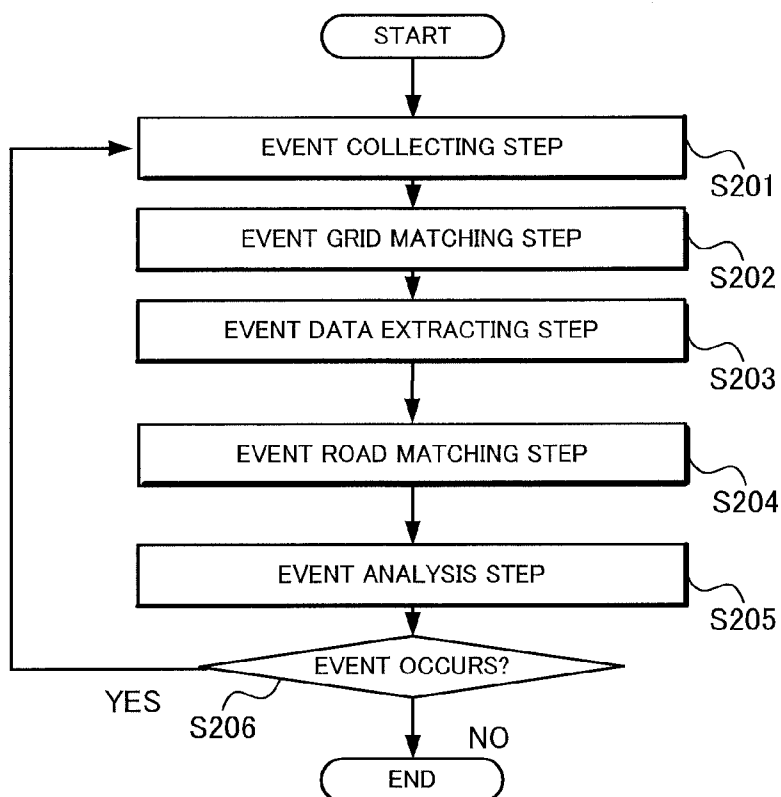 START
EVENT COLLECTING STEP
S201
EVENT GRID MATCHING STEP
S202
EVENT DATA EXTRACTING STEP
S203
EVENT ROAD MATCHING STEP
S204
EVENT ANALYSIS STEP
S205
EVENT OCCURS?
YES
S206
NO
END